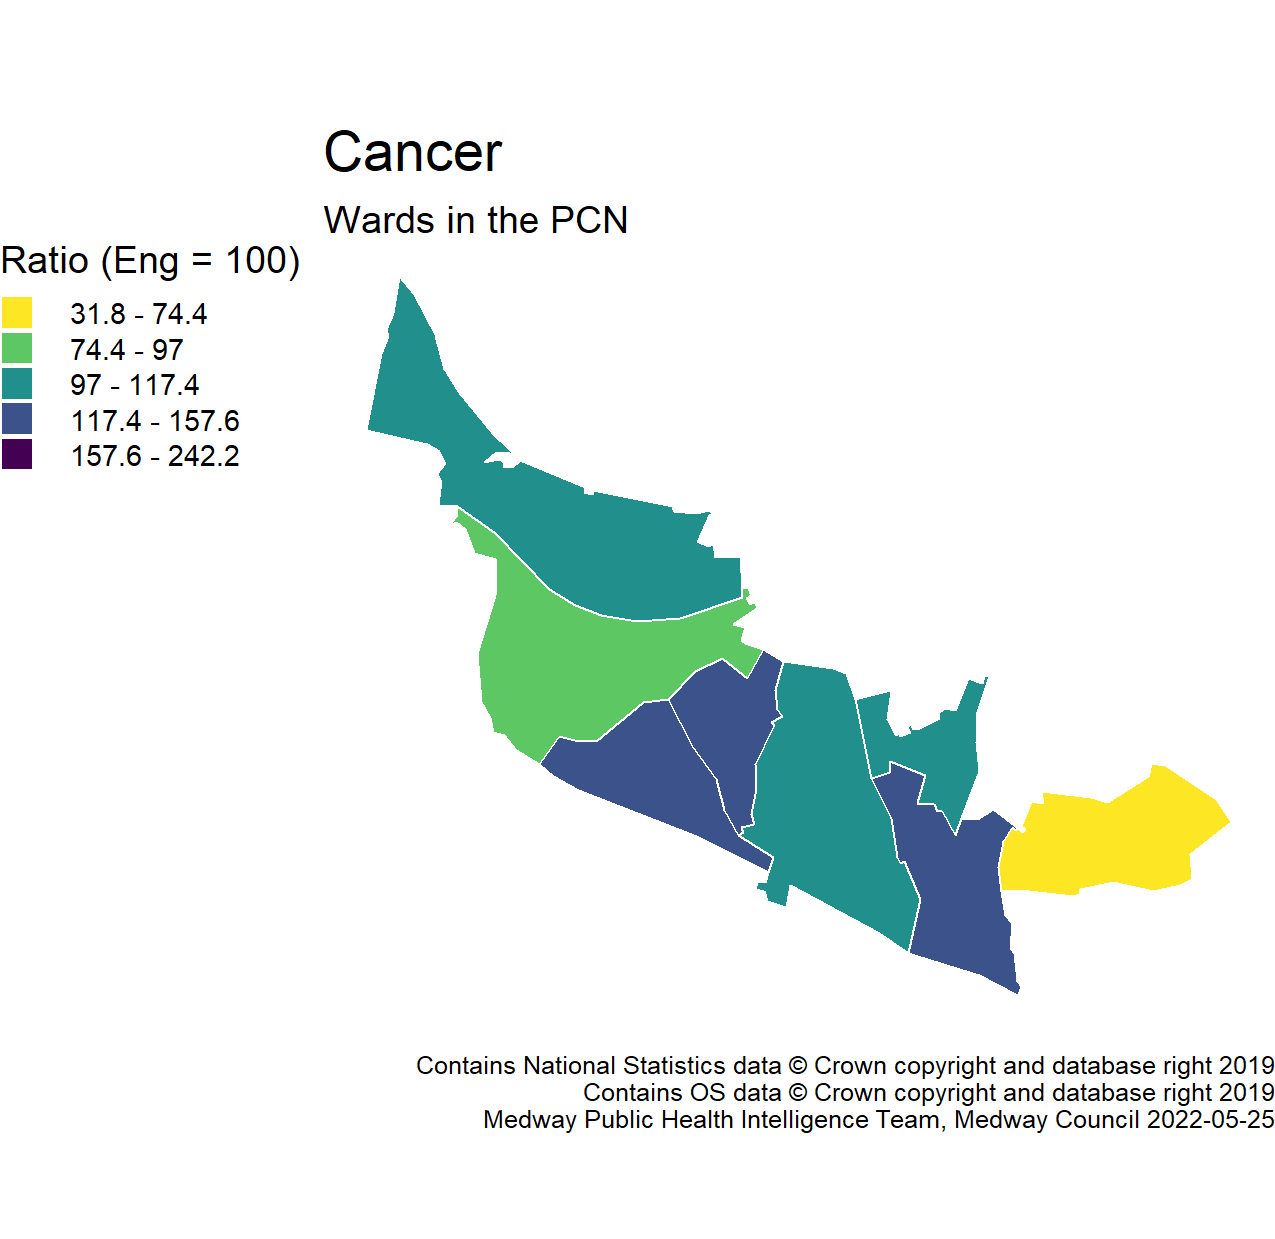 Cancer
Wards in the PCN
Ratio (Eng = 100)
31.8 - 74.4
74.4 - 97
97 - 117.4
117.4 - 157.6
157.6 - 242.2
Contains National Statistics data © Crown copyright and database right 2019
Contains OS data © Crown copyright and database right 2019
Medway Public Health Intelligence Team, Medway Council 2022-05-25